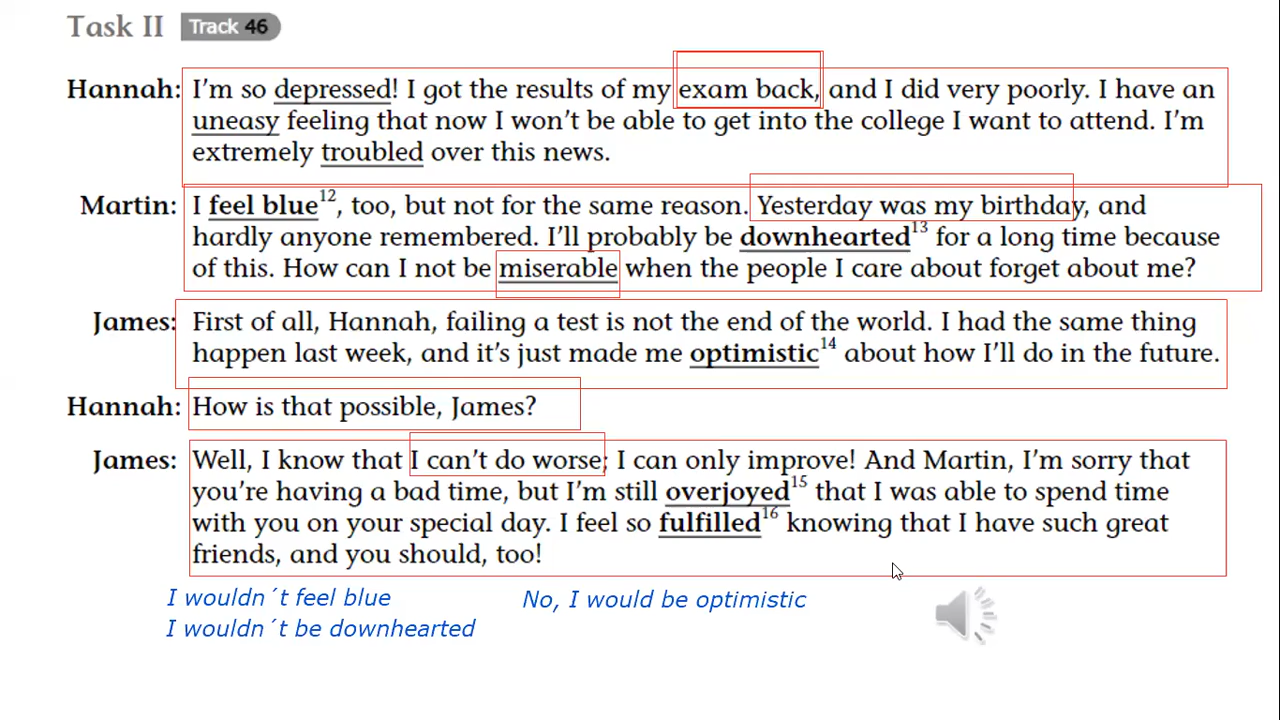 Task II Track 46
Hannah: I'm so depressed! I got the results of my exam back, and I did very poorly. I have an
uneasy feeling that now I won't be able to get into the college I want to attend. I'm
extremely troubled over this news.
Martin: I feel blue12, too, but not for the same reason. Yesterday was my birthday, and
hardly anyone remembered. I'll probably be downhearted13 for a long time because
of this. How can I not be miserable when the people I care about forget about me?
James: First of all, Hannah, failing a test is not the end of the world. I had the same thing
happen last week, and it's just made me optimistic14 about how I'll do in the future.
Hannah: How is that possible, James?
James: Well, I know that I can't do worse; I can only improve! And Martin, I'm sorry that
you're having a bad time, but I'm still overjoyed15 that I was able to spend time
with you on your special day. I feel so fulfilled16 knowing that I have such great
friends, and you should, too!
I wouldn´t feel blue No, I would be optimistic
I wouldn´t be downhearted